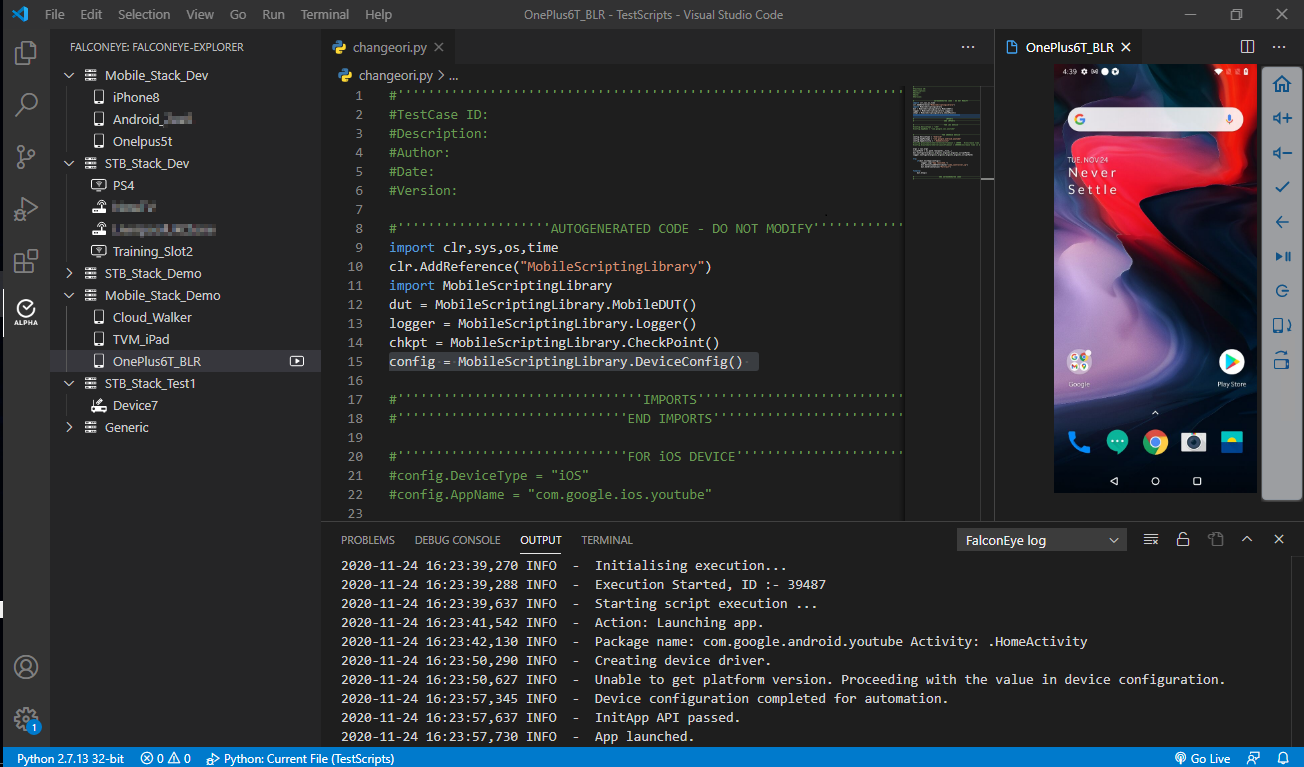 File Edit Selection View Go Run Terminal Help
OnePlus6T_BLR - TestScripts - Visual Studio Code
FALCONEYE: FALCONEYE-EXPLORER
Mobile_Stack_Dev
iPhone8
Android_
Onelpus5t
STB_Stack_Dev
PS4
Training_Slot2
STB_Stack_Demo
Mobile_Stack_Demo
Cloud_Walker
TVM_iPad
OnePlus6T_BLR
STB_Stack_Test1
Device7
Generic
ALPHA
1
changeori.py
changeori.py > ...
1 #''''''''''''''''''''''''''''''''''''''''''''''''''''''''''''''''''
2 #TestCase ID:
3 #Description:
4 #Author:
5 #Date:
6 #Version:
7
8 #''''''''''''''''''''AUTOGENERATED CODE - DO NOT MODIFY''''''''''''
9 import clr,sys,os,time
10 clr.AddReference("MobileScriptingLibrary")
11 import MobileScriptingLibrary
12 dut = MobileScriptingLibrary.MobileDUT()
13 logger = MobileScriptingLibrary.Logger()
14 chkpt = MobileScriptingLibrary.CheckPoint()
15 config = MobileScriptingLibrary.DeviceConfig()
16
17 #''''''''''''''''''''''''''''''''IMPORTS'''''''''''''''''''''''''''
18 #''''''''''''''''''''''''''''''END IMPORTS'''''''''''''''''''''''''
19
20 #''''''''''''''''''''''''''''''FOR iOS DEVICE''''''''''''''''''''''
21 #config.DeviceType = "iOS"
22 #config.AppName = "com.google.ios.youtube"
23
OnePlus6T_BLR
4:39
TUE, NOV 24
Never
Settle
Google
Play Store
PROBLEMS DEBUG CONSOLE OUTPUT TERMINAL
FalconEye log
2020-11-24 16:23:39,270 INFO - Initialising execution...
2020-11-24 16:23:39,288 INFO - Execution Started, ID :- 39487
2020-11-24 16:23:39,637 INFO - Starting script execution ...
2020-11-24 16:23:41,542 INFO - Action: Launching app.
2020-11-24 16:23:42,130 INFO - Package name: com.google.android.youtube Activity: .HomeActivity
2020-11-24 16:23:50,290 INFO - Creating device driver.
2020-11-24 16:23:50,627 INFO - Unable to get platform version. Proceeding with the value in device configuration.
2020-11-24 16:23:57,345 INFO - Device configuration completed for automation.
2020-11-24 16:23:57,637 INFO - InitApp API passed.
2020-11-24 16:23:57,730 INFO - App launched.
Python 2.7.13 32-bit 0 0 Python: Current File (TestScripts) Go Live